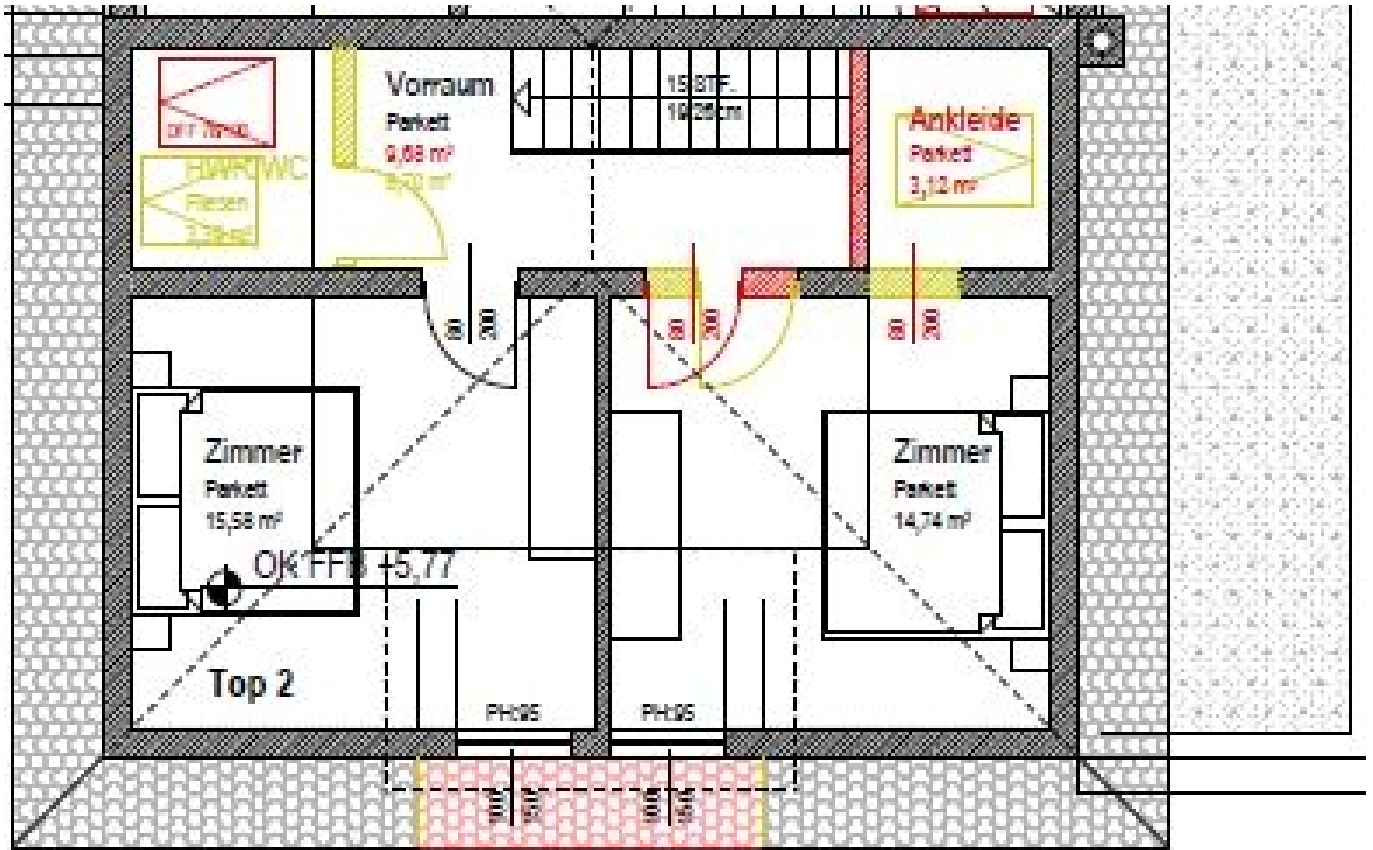 Vorraum
Parkett
9,68 m²
15 STF.
19,25cm
Ankleide
Parkett
3,12 m²
Fliesen
80
200
80
200
80
200
Zimmer
Parkett
15,58 m²
Zimmer
Parkett
14,74 m²
OK FFB +5,77
Top 2
PH:95
PH:95